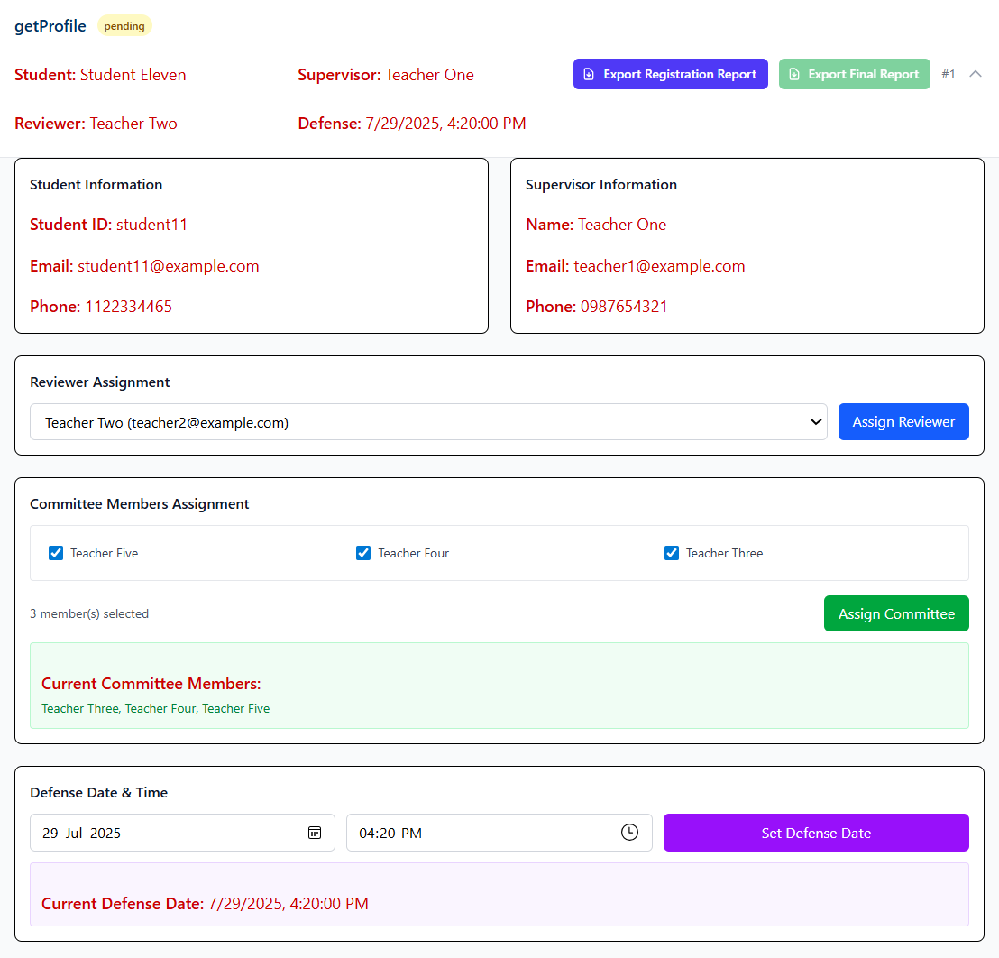 getProfile pending
Student: Student Eleven Supervisor: Teacher One Export Registration Report Export Final Report #1
Reviewer: Teacher Two Defense: 7/29/2025, 4:20:00 PM
Student Information
Student ID: student11
Email: student11@example.com
Phone: 1122334465
Supervisor Information
Name: Teacher One
Email: teacher1@example.com
Phone: 0987654321
Reviewer Assignment
Teacher Two (teacher2@example.com) Assign Reviewer
Committee Members Assignment
Teacher Five Teacher Four Teacher Three
3 member(s) selected Assign Committee
Current Committee Members:
Teacher Three, Teacher Four, Teacher Five
Defense Date & Time
29-Jul-2025 04:20 PM Set Defense Date
Current Defense Date: 7/29/2025, 4:20:00 PM